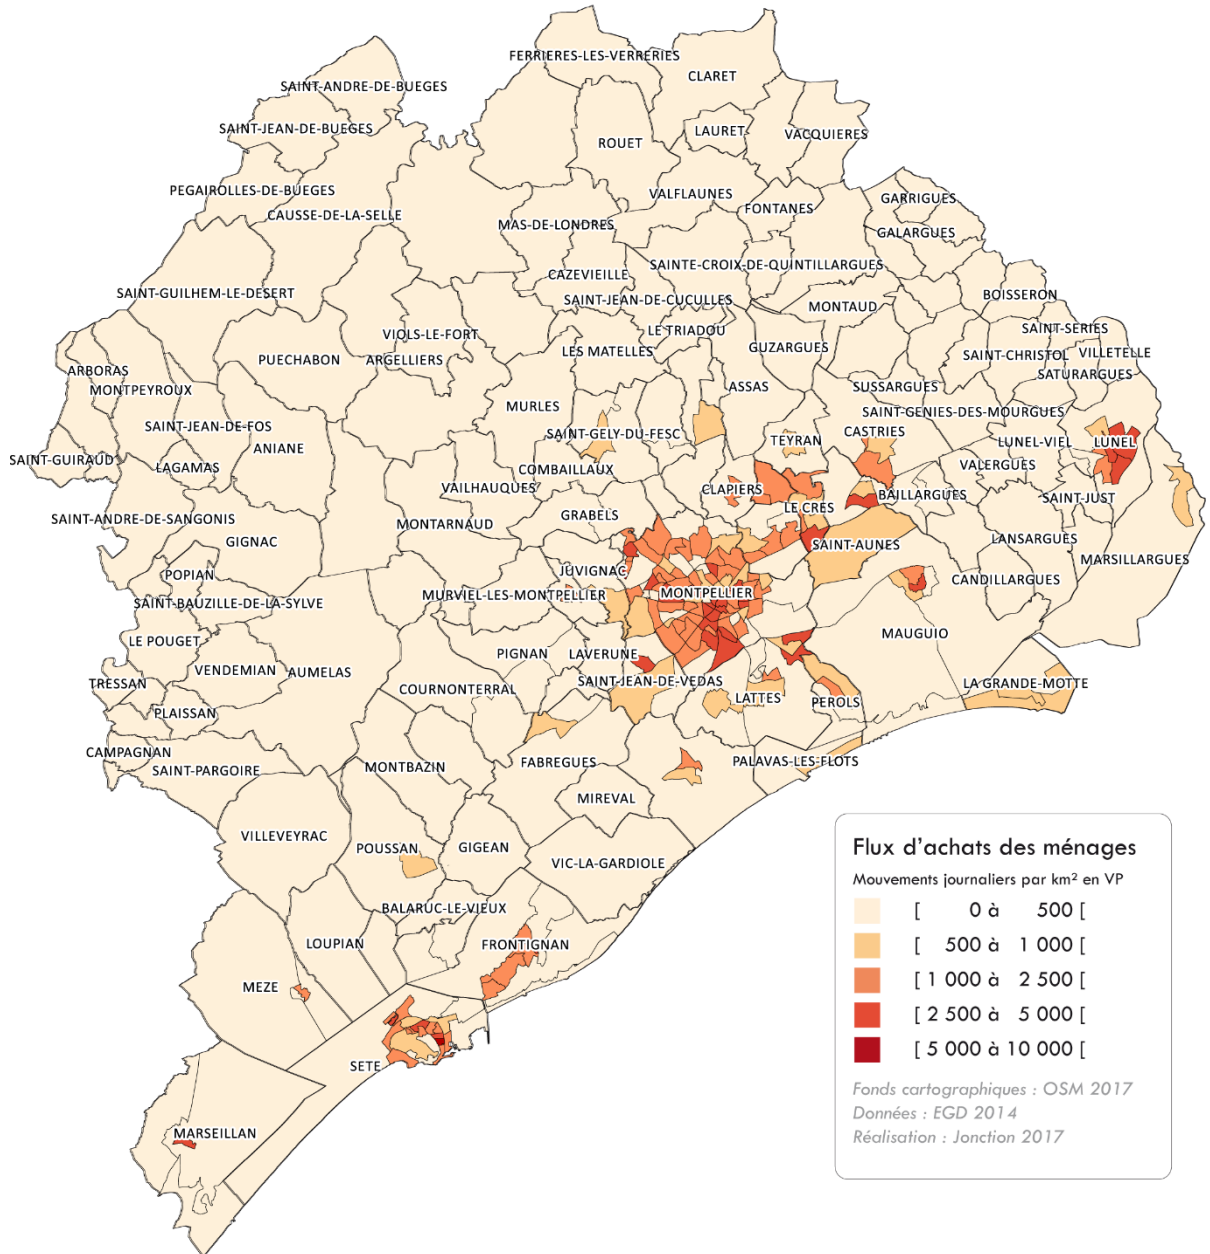 FERRIERES-LES-VERRERIES
CLARET
SAINT-ANDRE-DE-BUEGES
SAINT-JEAN-DE-BUEGES
LAURET
VACQUIERES
ROUET
PEGAIROLLES-DE-BUEGES
VALFLAUNES
GARRIGUES
CAUSSE-DE-LA-SELLE
FONTANES
MAS-DE-LONDRES
GALARGUES
SAINTE-CROIX-DE-QUINTILLARGUES
CAZEVIEILLE
SAINT-GUILHEM-LE-DESERT
SAINT-JEAN-DE-CUCULLES
MONTAUD
BOISSERON
VIOLS-LE-FORT
LE TRIADOU
SAINT-SERIES
PUECHABON
ARGELLIERS
LES MATELLES
GUZARGUES
SAINT-CHRISTOL
VILLETELLE
ARBORAS
SATURARGUES
MONTPEYROUX
ASSAS
SUSSARGUES
MURLES
SAINT-GENIES-DES-MOURGUES
SAINT-JEAN-DE-FOS
SAINT-GELY-DU-FESC
TEYRAN
CASTRIES
LUNEL-VIEL
LUNEL
ANIANE
SAINT-GUIRAUD
LAGAMAS
COMBAILLAUX
VALERGUES
VAILHAUQUES
CLAPIERS
BAILLARGUES
SAINT-JUST
LE CRES
SAINT-ANDRE-DE-SANGONIS
MONTARNAUD
GRABELS
GIGNAC
SAINT-AUNES
LANSARGUES
MARSILLARGUES
POPIAN
JUVIGNAC
CANDILLARGUES
SAINT-BAUZILLE-DE-LA-SYLVE
MURVIEL-LES-MONTPELLIER
MONTPELLIER
MAUGUIO
LE POUGET
VENDEMIAN
AUMELAS
PIGNAN
LAVERUNE
TRESSAN
COURNONTERRAL
SAINT-JEAN-DE-VEDAS
LA GRANDE-MOTTE
LATTES
PEROLS
PLAISSAN
CAMPAGNAN
SAINT-PARGOIRE
MONTBAZIN
FABREGUES
PALAVAS-LES-FLOTS
MIREVAL
VILLEVEYRAC
POUSSAN
GIGEAN
VIC-LA-GARDIOLE
BALARUC-LE-VIEUX
LOUPIAN
FRONTIGNAN
MEZE
SETE
MARSEILLAN
Flux d'achats des ménages
Mouvements journaliers par km² en VP
[ 0 à 500 [
[ 500 à 1 000 [
[ 1 000 à 2 500 [
[ 2 500 à 5 000 [
[ 5 000 à 10 000 [
Fonds cartographiques : OSM 2017
Données : EGD 2014
Réalisation : Jonction 2017